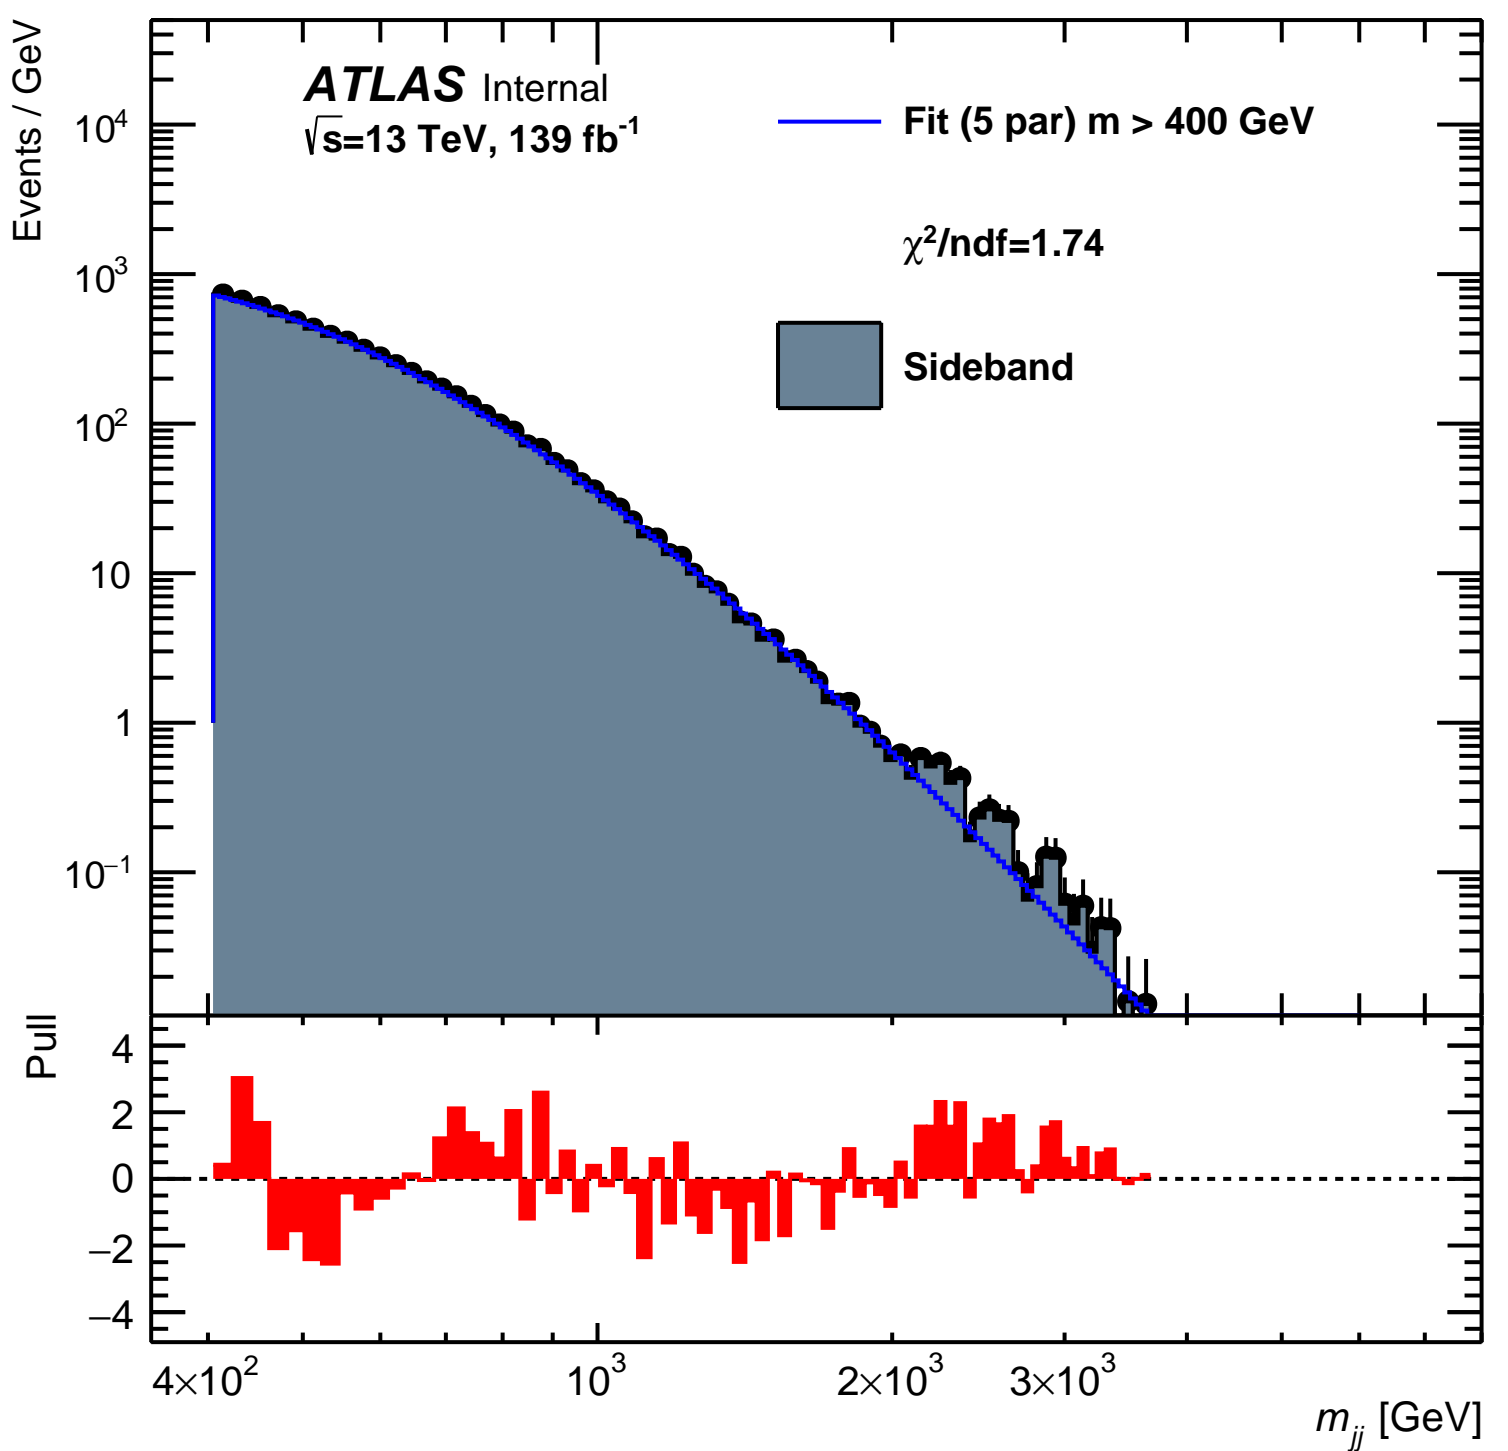 Events / GeV
ATLAS Internal
√s=13 TeV, 139 fb⁻¹
Fit (5 par) m > 400 GeV
χ²/ndf=1.74
Sideband
10⁴
10³
10²
10
1
10⁻¹
Pull
4
2
0
−2
−4
4×10²
10³
2×10³
3×10³
m_jj [GeV]